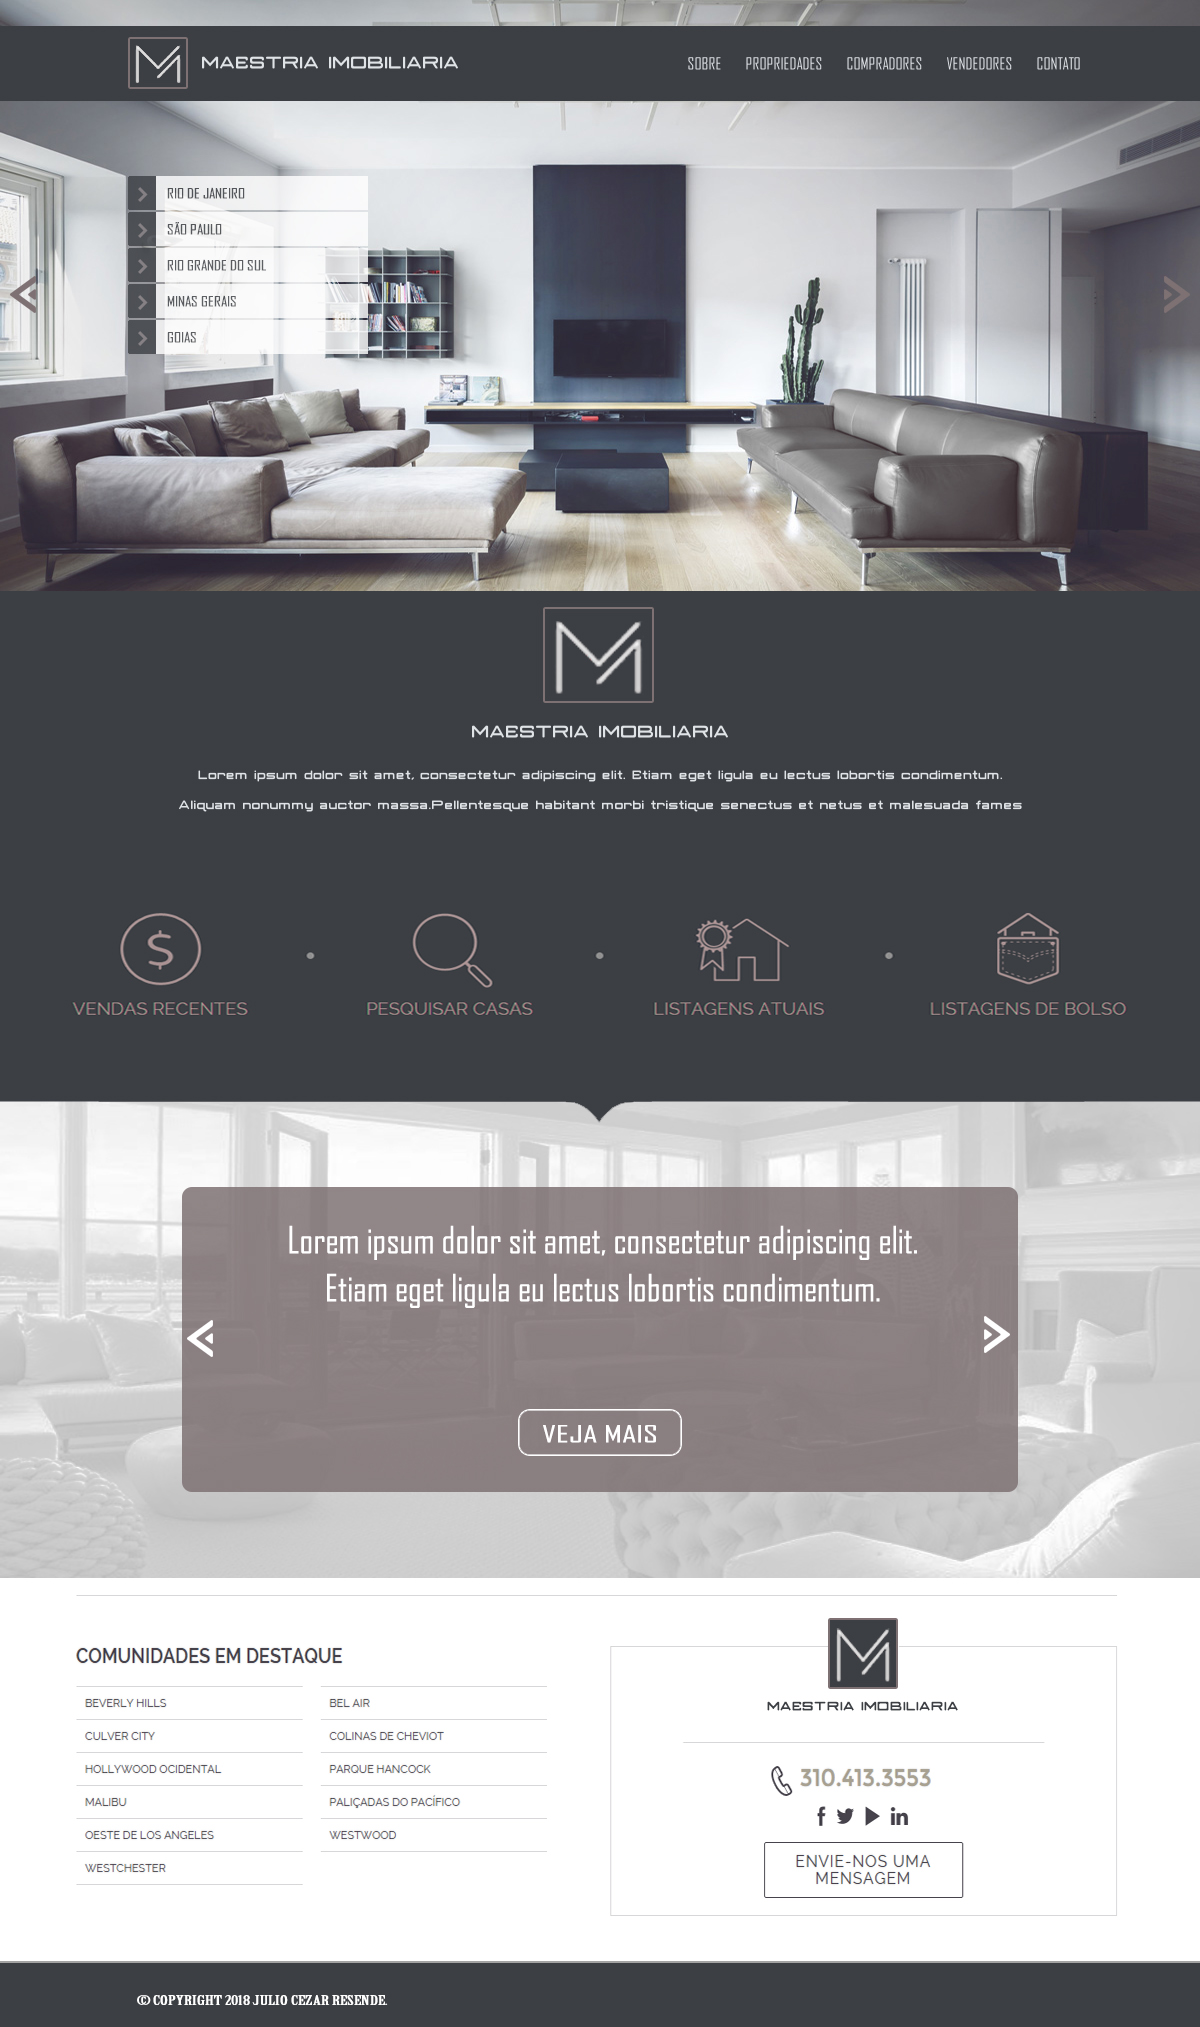 MAESTRIA IMOBILIARIA
SOBRE PROPRIEDADES COMPRADORES VENDEDORES CONTATO
RIO DE JANEIRO
SÃO PAULO
RIO GRANDE DO SUL
MINAS GERAIS
GOIAS
MAESTRIA IMOBILIARIA
Lorem ipsum dolor sit amet, consectetur adipiscing elit. Etiam eget ligula eu lectus lobortis condimentum.
Aliquam nonummy auctor massa.Pellentesque habitant morbi tristique senectus et netus et malesuada fames
VENDAS RECENTES
PESQUISAR CASAS
LISTAGENS ATUAIS
LISTAGENS DE BOLSO
Lorem ipsum dolor sit amet, consectetur adipiscing elit.
Etiam eget ligula eu lectus lobortis condimentum.
VEJA MAIS
COMUNIDADES EM DESTAQUE
BEVERLY HILLS
CULVER CITY
HOLLYWOOD OCIDENTAL
MALIBU
OESTE DE LOS ANGELES
WESTCHESTER
BEL AIR
COLINAS DE CHEVIOT
PARQUE HANCOCK
PALIÇADAS DO PACÍFICO
WESTWOOD
MAESTRIA IMOBILIARIA
310.413.3553
ENVIE-NOS UMA
MENSAGEM
© COPYRIGHT 2018 JULIO CEZAR RESENDE.